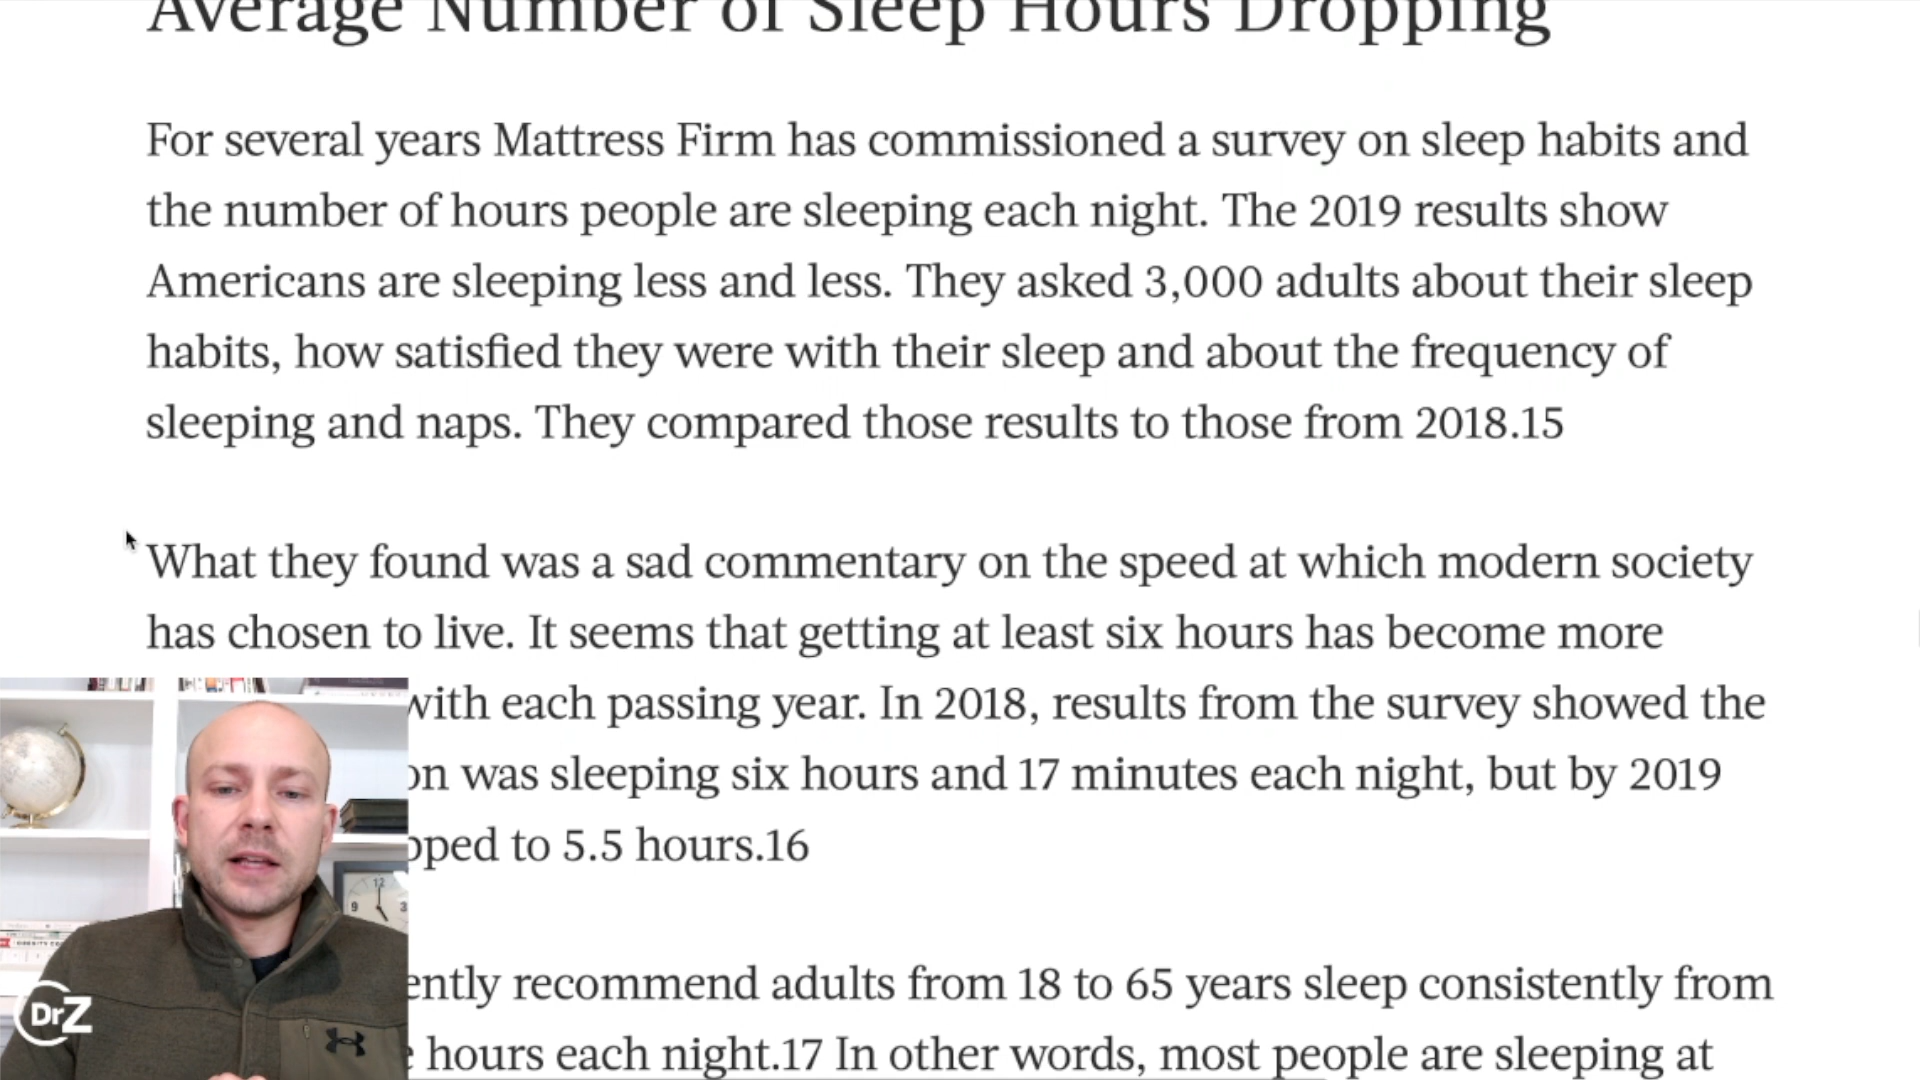 Average Number of Sleep Hours Dropping
For several years Mattress Firm has commissioned a survey on sleep habits and
the number of hours people are sleeping each night. The 2019 results show
Americans are sleeping less and less. They asked 3,000 adults about their sleep
habits, how satisfied they were with their sleep and about the frequency of
sleeping and naps. They compared those results to those from 2018.15
What they found was a sad commentary on the speed at which modern society
has chosen to live. It seems that getting at least six hours has become more
with each passing year. In 2018, results from the survey showed the
on was sleeping six hours and 17 minutes each night, but by 2019
pped to 5.5 hours.16
ently recommend adults from 18 to 65 years sleep consistently from
hours each night.17 In other words, most people are sleeping at
12
9
3
DrZ